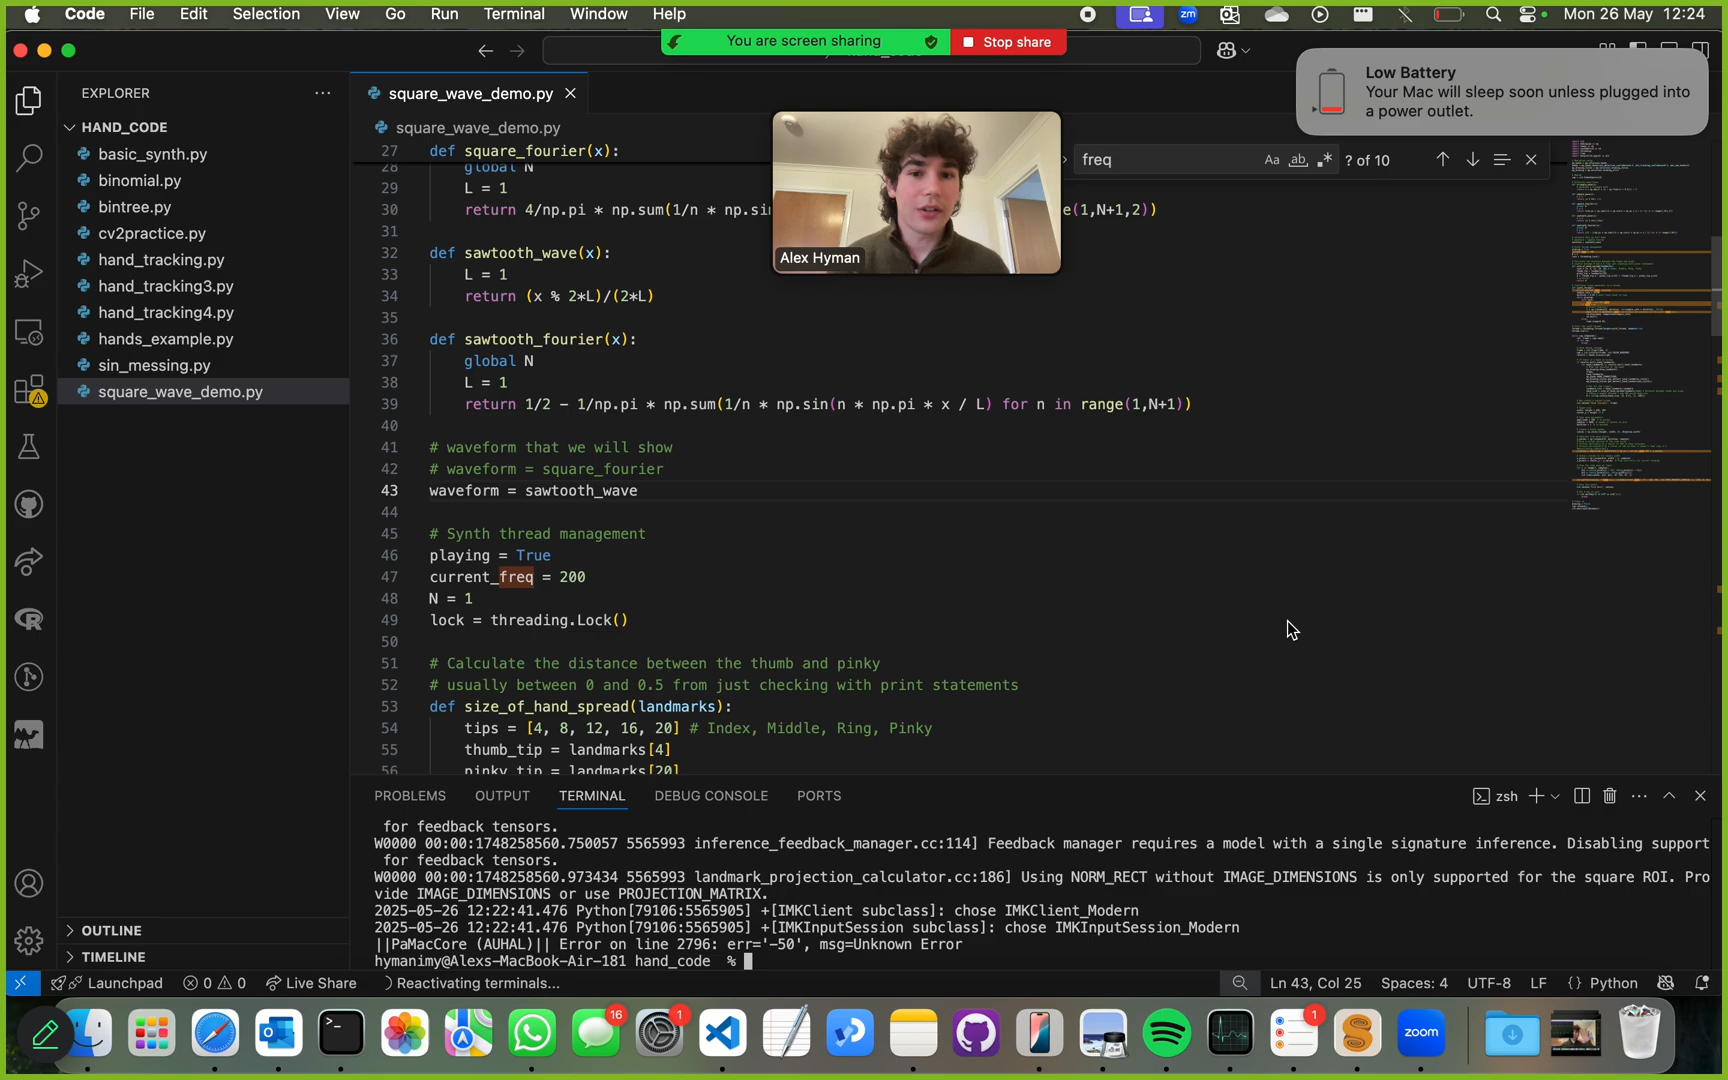 Code File Edit Selection View Go Run Terminal Window Help
zm
Mon 26 May 12:24
You are screen sharing
Stop share
Low Battery
Your Mac will sleep soon unless plugged into
a power outlet.
EXPLORER
square_wave_demo.py
HAND_CODE
square_wave_demo.py
basic_synth.py
binomial.py
bintree.py
cv2practice.py
hand_tracking.py
hand_tracking3.py
hand_tracking4.py
hands_example.py
sin_messing.py
square_wave_demo.py
freq
Aa ab .* ? of 10
Alex Hyman
27 def square_fourier(x):
28 global N
29 L = 1
30 return 4/np.pi * np.sum(1/n * np.sin
e(1,N+1,2))
31
32 def sawtooth_wave(x):
33 L = 1
34 return (x % 2*L)/(2*L)
35
36 def sawtooth_fourier(x):
37 global N
38 L = 1
39 return 1/2 - 1/np.pi * np.sum(1/n * np.sin(n * np.pi * x / L) for n in range(1,N+1))
40
41 # waveform that we will show
42 # waveform = square_fourier
43 waveform = sawtooth_wave
44
45 # Synth thread management
46 playing = True
47 current_freq = 200
48 N = 1
49 lock = threading.Lock()
50
51 # Calculate the distance between the thumb and pinky
52 # usually between 0 and 0.5 from just checking with print statements
53 def size_of_hand_spread(landmarks):
54 tips = [4, 8, 12, 16, 20] # Index, Middle, Ring, Pinky
55 thumb_tip = landmarks[4]
56 pinky_tip = landmarks[20]
PROBLEMS OUTPUT TERMINAL DEBUG CONSOLE PORTS
zsh
for feedback tensors.
W0000 00:00:1748258560.750057 5565993 inference_feedback_manager.cc:114] Feedback manager requires a model with a single signature inference. Disabling support
for feedback tensors.
W0000 00:00:1748258560.973434 5565993 landmark_projection_calculator.cc:186] Using NORM_RECT without IMAGE_DIMENSIONS is only supported for the square ROI. Pro
vide IMAGE_DIMENSIONS or use PROJECTION_MATRIX.
2025-05-26 12:22:41.476 Python[79106:5565905] +[IMKClient subclass]: chose IMKClient_Modern
2025-05-26 12:22:41.476 Python[79106:5565905] +[IMKInputSession subclass]: chose IMKInputSession_Modern
||PaMacCore (AUHAL)|| Error on line 2796: err='-50', msg=Unknown Error
hymanimy@Alexs-MacBook-Air-181 hand_code %
OUTLINE
TIMELINE
Launchpad 0 0 Live Share Reactivating terminals...
Ln 43, Col 25 Spaces: 4 UTF-8 LF {} Python
16
1
1
zoom